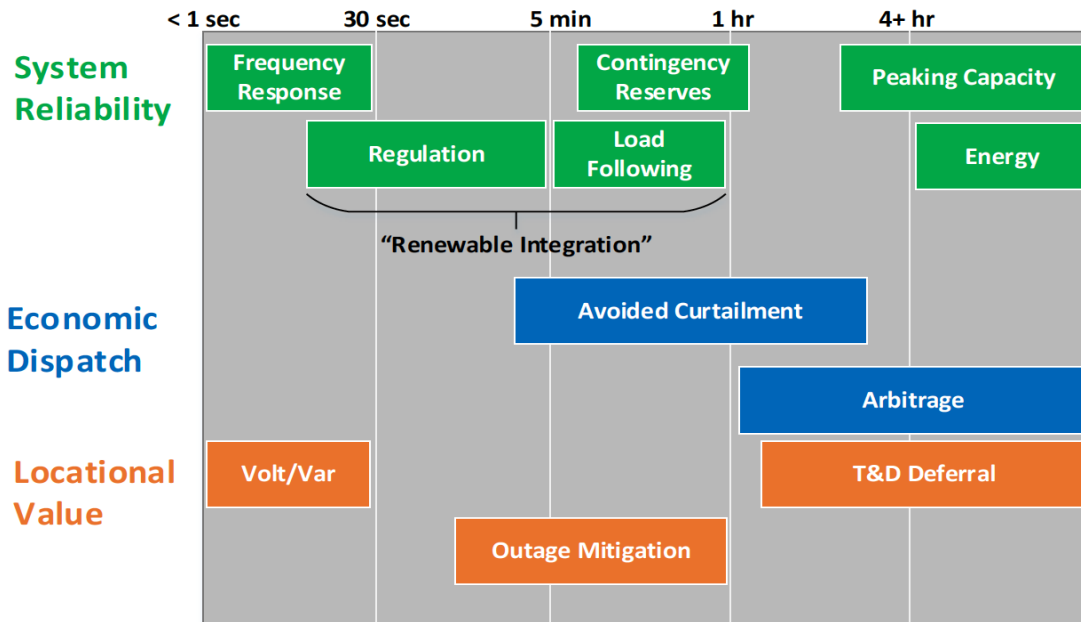 < 1 sec 30 sec 5 min 1 hr 4+ hr
System
Reliability
Frequency
Response
Contingency
Reserves
Peaking Capacity
Regulation
Load
Following
Energy
“Renewable Integration”
Economic
Dispatch
Avoided Curtailment
Arbitrage
Locational
Value
Volt/Var
T&D Deferral
Outage Mitigation